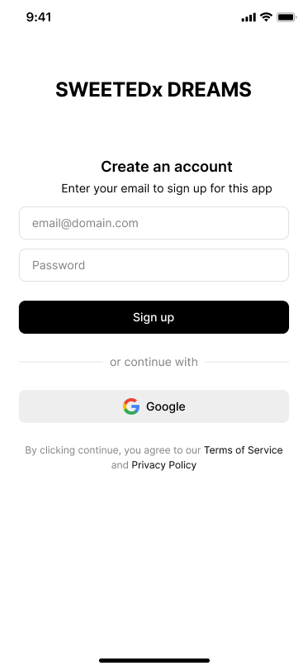 9:41
SWEETEDx DREAMS
Create an account
Enter your email to sign up for this app
email@domain.com
Password
Sign up
or continue with
Google
By clicking continue, you agree to our Terms of Service
and Privacy Policy